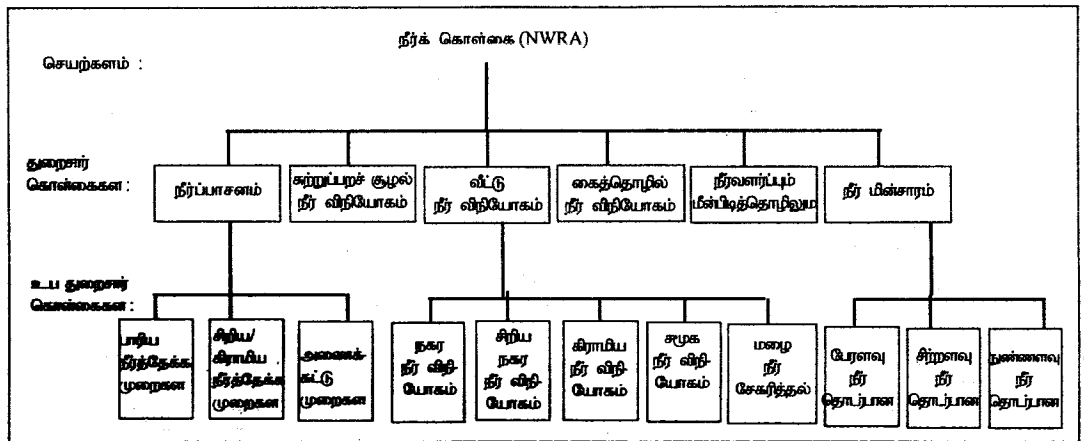 நீர்க் கொள்கை (NWRA)
செயற்களம் :
துறைசார்
கொள்கைகள :
நீர்ப்பாசனம்
சுற்றுப்புறச் சூழல்
நீர் விநியோகம்
வீட்டு
நீர் விநியோகம்
கைத்தொழில்
நீர் விநியோகம்
நீர்வளர்ப்பும்
மீன்பிடித்தொழிலும
நீர் மின்சாரம்
உப துறைசார்
கொள்கைகள :
பாரிய
நீர்த்தேக்க
முறைகள
சிறிய/
கிராமிய
நீர்த்தேக்க
முறைகள
அணைக்
கட்டு
முறைகள
நகர
நீர் விநி-
யோகம்
சிறிய
நகர
நீர் விநி-
யோகம்
கிராமிய
நீர் விநி-
யோகம்
சமூக
நீர் விநி-
யோகம்
மழை
நீர்
சேகரித்தல்
பேரளவு
நீர்
தொடர்பான
சிற்றளவு
நீர்
தொடர்பான
நுண்ணளவு
நீர்
தொடர்பான